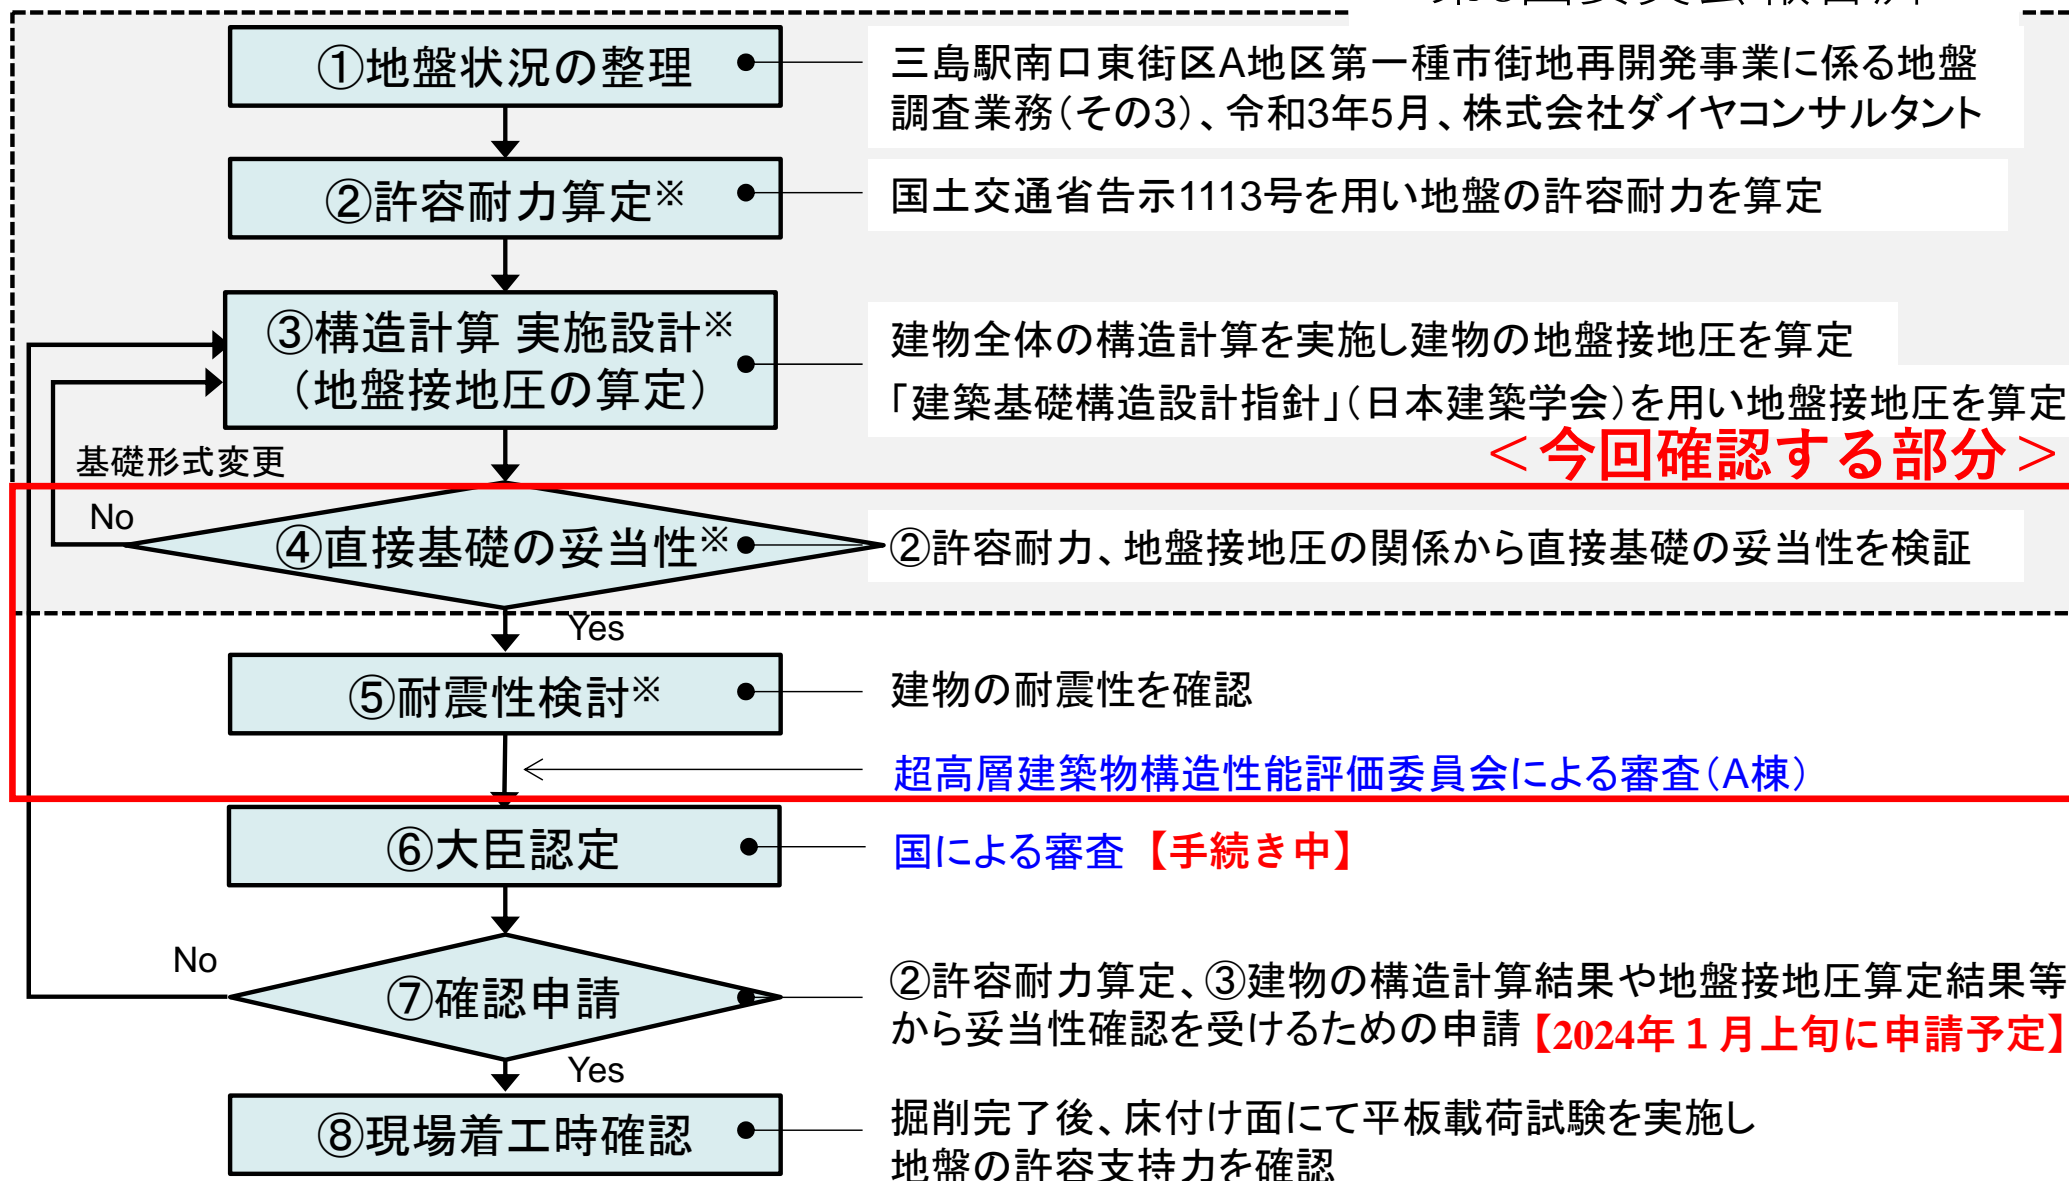 ①地盤状況の整理
三島駅南口東街区A地区第一種市街地再開発事業に係る地盤
調査業務(その3)、令和3年5月、株式会社ダイヤコンサルタント
②許容耐力算定※
国土交通省告示1113号を用い地盤の許容耐力を算定
③構造計算 実施設計※
(地盤接地圧の算定)
建物全体の構造計算を実施し建物の地盤接地圧を算定
「建築基礎構造設計指針」(日本建築学会)を用い地盤接地圧を算定
<今回確認する部分>
基礎形式変更
No
④直接基礎の妥当性※
②許容耐力、地盤接地圧の関係から直接基礎の妥当性を検証
Yes
⑤耐震性検討※
建物の耐震性を確認
超高層建築物構造性能評価委員会による審査(A棟)
⑥大臣認定
国による審査【手続き中】
No
⑦確認申請
②許容耐力算定、③建物の構造計算結果や地盤接地圧算定結果等
から妥当性確認を受けるための申請【2024年１月上旬に申請予定】
Yes
⑧現場着工時確認
掘削完了後、床付け面にて平板載荷試験を実施し
地盤の許容支持力を確認